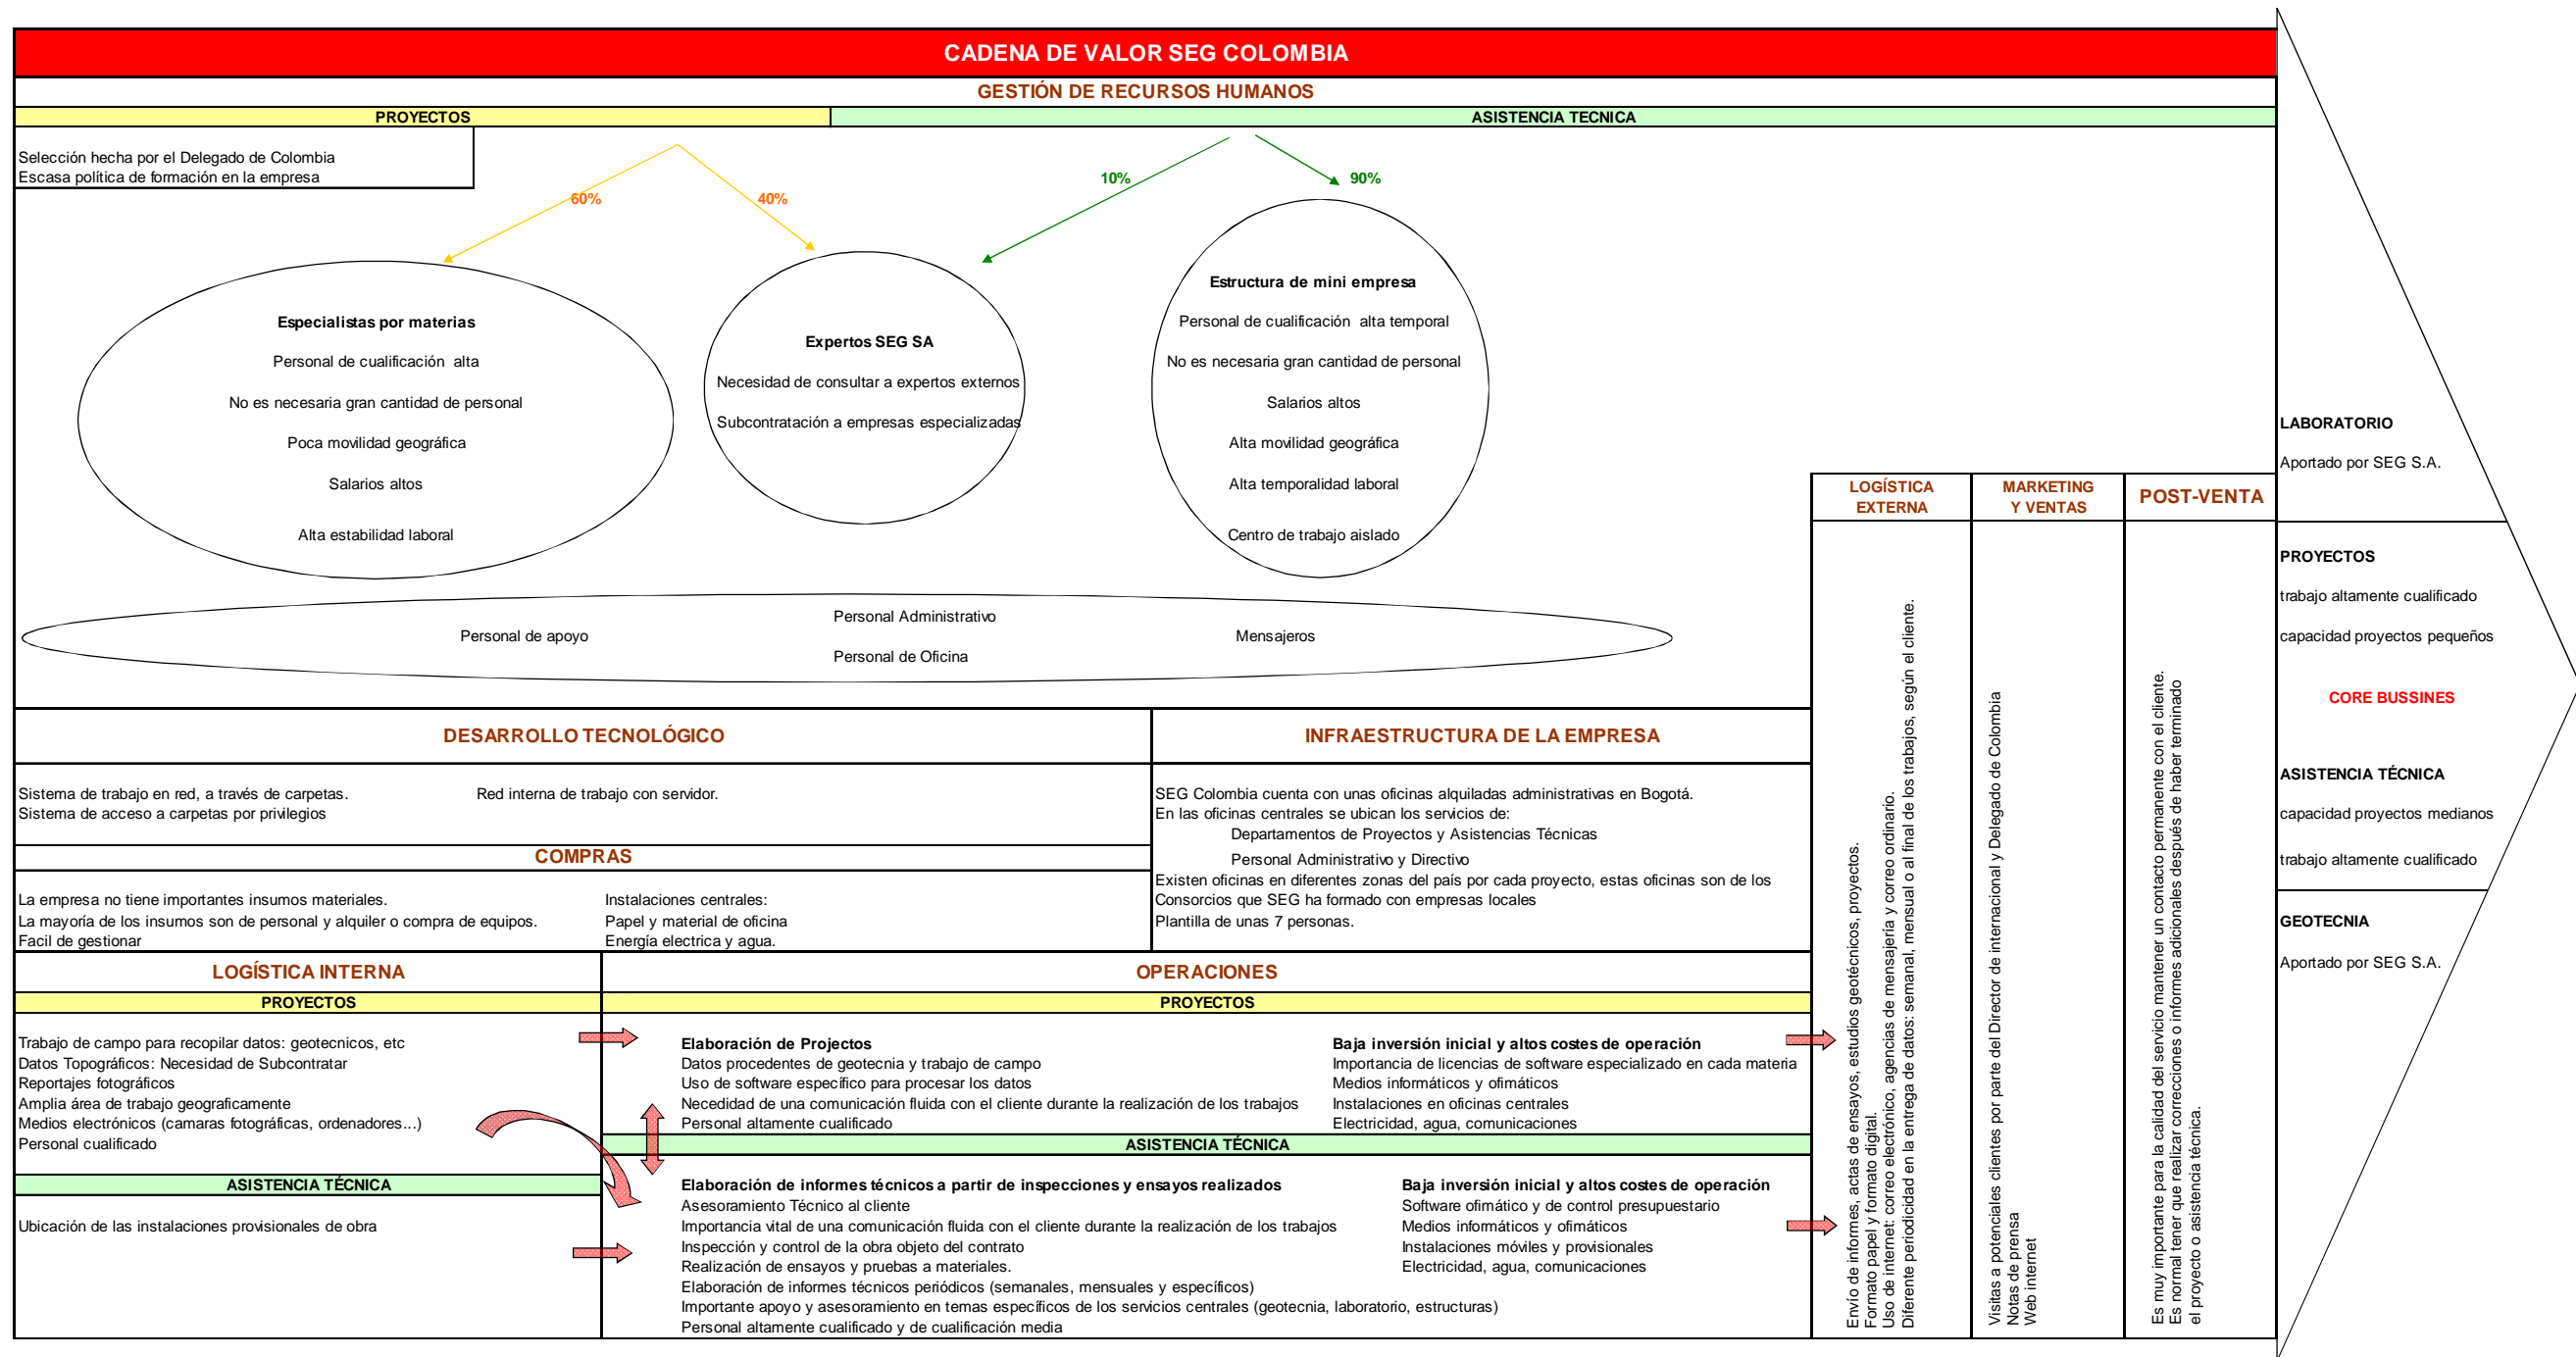 CADENA DE VALOR SEG COLOMBIA
GESTIÓN DE RECURSOS HUMANOS
PROYECTOS
ASISTENCIA TECNICA
Selección hecha por el Delegado de Colombia
Escasa política de formación en la empresa
60%
40%
10%
90%
Especialistas por materias
Personal de cualificación alta
No es necesaria gran cantidad de personal
Poca movilidad geográfica
Salarios altos
Alta estabilidad laboral
Expertos SEG SA
Necesidad de consultar a expertos externos
Subcontratación a empresas especializadas
Estructura de mini empresa
Personal de cualificación alta temporal
No es necesaria gran cantidad de personal
Salarios altos
Alta movilidad geográfica
Alta temporalidad laboral
Centro de trabajo aislado
Personal de apoyo
Personal Administrativo
Personal de Oficina
Mensajeros
DESARROLLO TECNOLÓGICO
Sistema de trabajo en red, a través de carpetas.
Red interna de trabajo con servidor.
Sistema de acceso a carpetas por privilegios
COMPRAS
La empresa no tiene importantes insumos materiales.
La mayoría de los insumos son de personal y alquiler o compra de equipos.
Facil de gestionar
Instalaciones centrales:
Papel y material de oficina
Energía electrica y agua.
INFRAESTRUCTURA DE LA EMPRESA
SEG Colombia cuenta con unas oficinas alquiladas administrativas en Bogotá.
En las oficinas centrales se ubican los servicios de:
Departamentos de Proyectos y Asistencias Técnicas
Personal Administrativo y Directivo
Existen oficinas en diferentes zonas del país por cada proyecto, estas oficinas son de los
Consorcios que SEG ha formado con empresas locales
Plantilla de unas 7 personas.
LOGÍSTICA INTERNA
PROYECTOS
Trabajo de campo para recopilar datos: geotecnicos, etc
Datos Topográficos: Necesidad de Subcontratar
Reportajes fotográficos
Amplia área de trabajo geograficamente
Medios electrónicos (camaras fotográficas, ordenadores...)
Personal cualificado
ASISTENCIA TÉCNICA
Ubicación de las instalaciones provisionales de obra
OPERACIONES
PROYECTOS
Elaboración de Projectos
Datos procedentes de geotecnia y trabajo de campo
Uso de software específico para procesar los datos
Necedidad de una comunicación fluida con el cliente durante la realización de los trabajos
Personal altamente cualificado
Baja inversión inicial y altos costes de operación
Importancia de licencias de software especializado en cada materia
Medios informáticos y ofimáticos
Instalaciones en oficinas centrales
Electricidad, agua, comunicaciones
ASISTENCIA TÉCNICA
Elaboración de informes técnicos a partir de inspecciones y ensayos realizados
Asesoramiento Técnico al cliente
Importancia vital de una comunicación fluida con el cliente durante la realización de los trabajos
Inspección y control de la obra objeto del contrato
Realización de ensayos y pruebas a materiales.
Elaboración de informes técnicos periódicos (semanales, mensuales y específicos)
Importante apoyo y asesoramiento en temas específicos de los servicios centrales (geotecnia, laboratorio, estructuras)
Personal altamente cualificado y de cualificación media
Baja inversión inicial y altos costes de operación
Software ofimático y de control presupuestario
Medios informáticos y ofimáticos
Instalaciones móviles y provisionales
Electricidad, agua, comunicaciones
LOGÍSTICA
EXTERNA
Envío de informes, actas de ensayos, estudios geotécnicos, proyectos.
Formato papel y formato digital.
Uso de internet: correo electrónico, agencias de mensajería y correo ordinario.
Diferente periodicidad en la entrega de datos: semanal, mensual o al final de los trabajos, según el cliente.
MARKETING
Y VENTAS
Visitas a potenciales clientes por parte del Director de internacional y Delegado de Colombia
Notas de prensa
Web internet
POST-VENTA
Es muy importante para la calidad del servicio mantener un contacto permanente con el cliente.
Es normal tener que realizar correcciones o informes adicionales después de haber terminado
el proyecto o asistencia técnica.
LABORATORIO
Aportado por SEG S.A.
PROYECTOS
trabajo altamente cualificado
capacidad proyectos pequeños
CORE BUSSINES
ASISTENCIA TÉCNICA
capacidad proyectos medianos
trabajo altamente cualificado
GEOTECNIA
Aportado por SEG S.A.